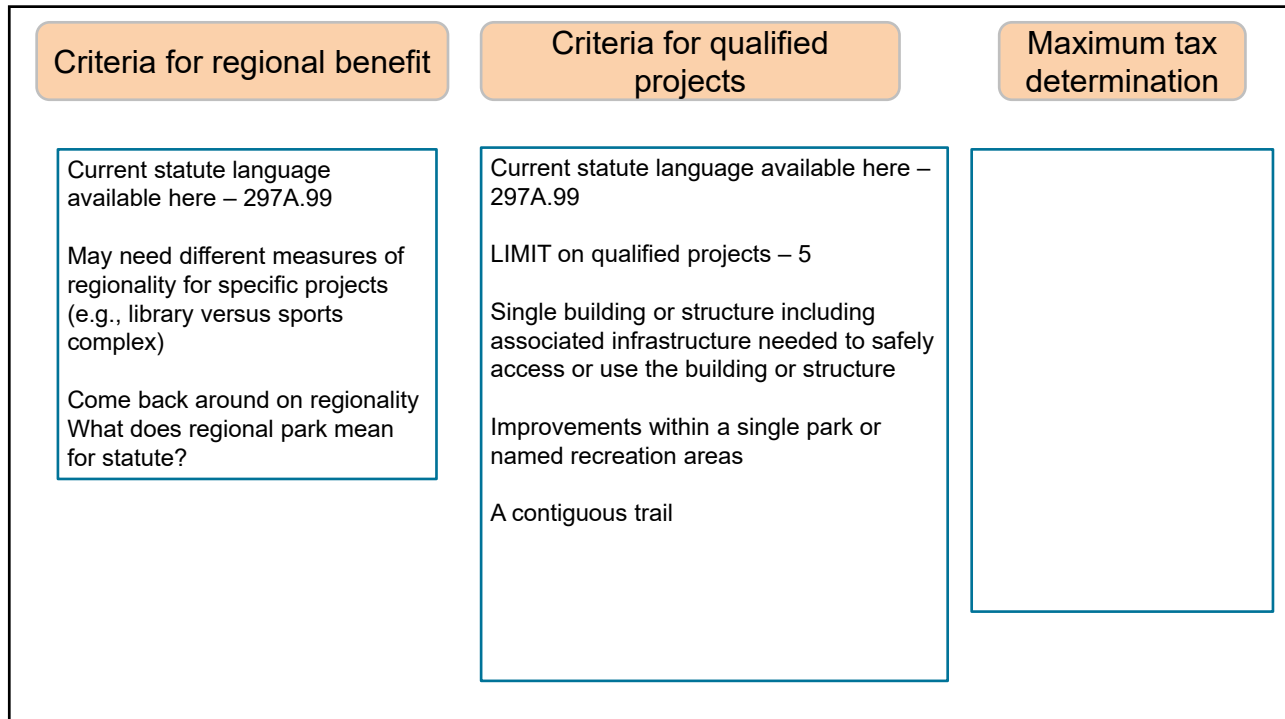 Criteria for regional benefit
Criteria for qualified
projects
Maximum tax
determination
Current statute language
available here – 297A.99
May need different measures of
regionality for specific projects
(e.g., library versus sports
complex)
Come back around on regionality
What does regional park mean
for statute?
Current statute language available here –
297A.99
LIMIT on qualified projects – 5
Single building or structure including
associated infrastructure needed to safely
access or use the building or structure
Improvements within a single park or
named recreation areas
A contiguous trail